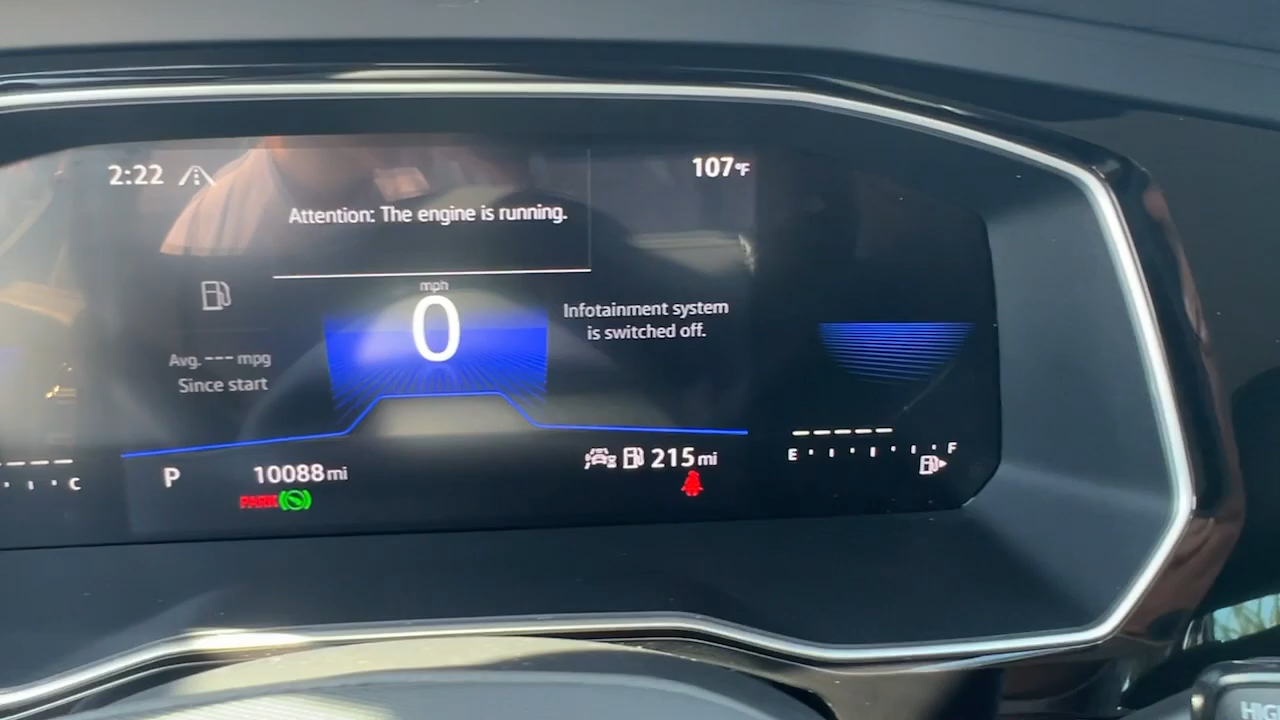 2:22
107°F
Attention: The engine is running.
mph
0
Infotainment system
is switched off.
Avg. --- mpg
Since start
P
10088 mi
215 mi
PARK
C
E
F
HIG